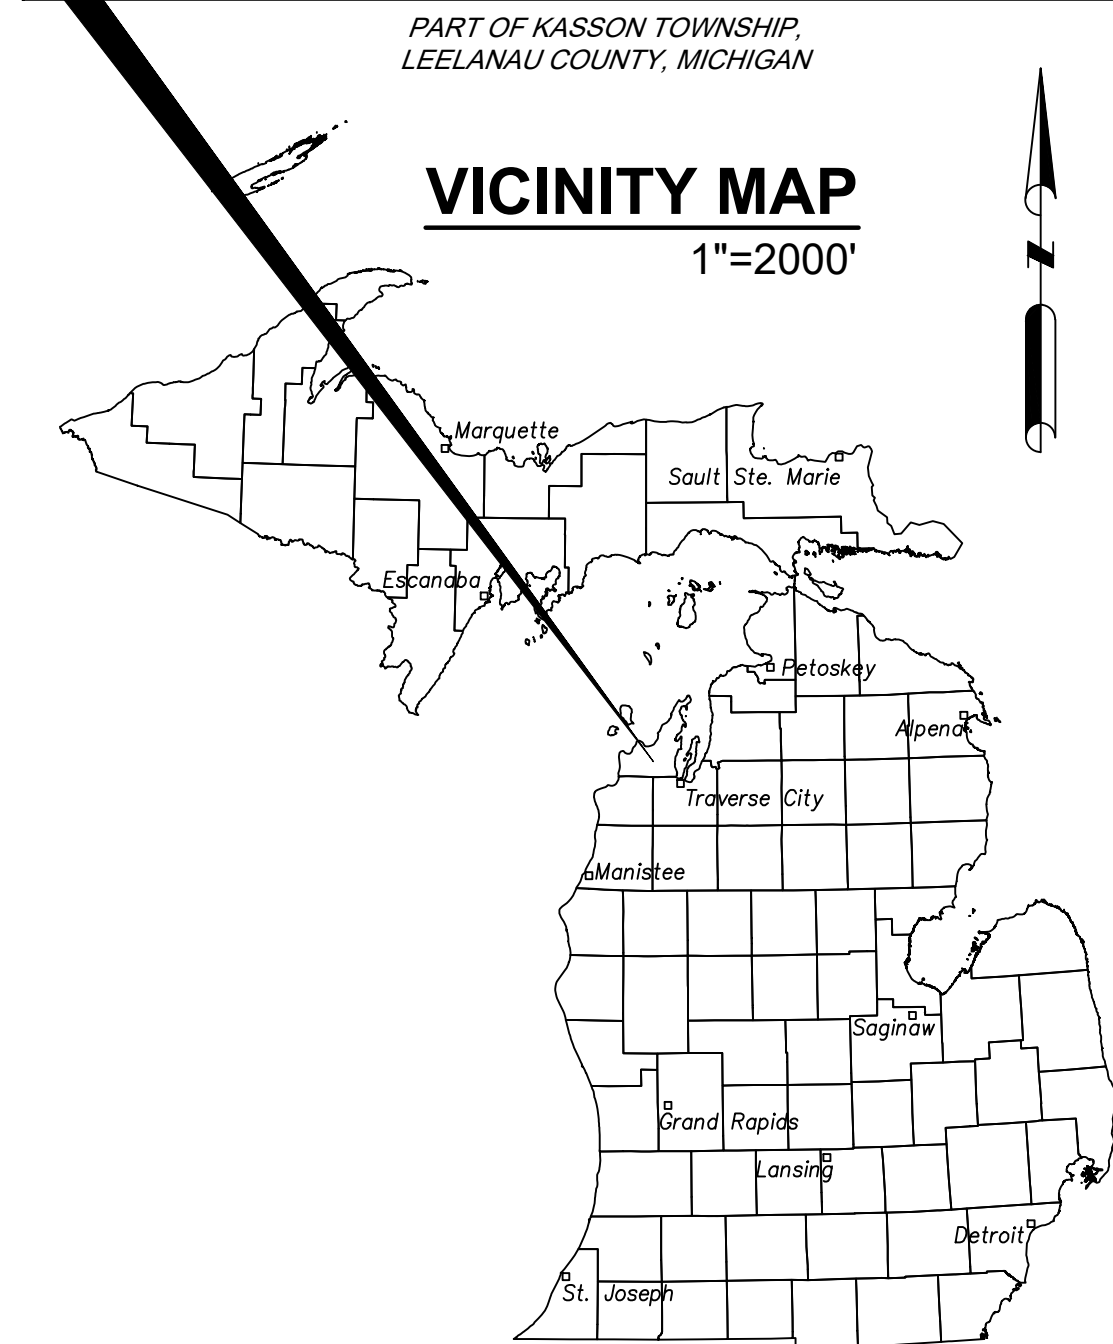 PART OF KASSON TOWNSHIP,
LEELANAU COUNTY, MICHIGAN
VICINITY MAP
1"=2000'
N
Marquette
Sault Ste. Marie
Escanaba
Petoskey
Alpena
Traverse City
Manistee
Saginaw
Grand Rapids
Lansing
Detroit
St. Joseph